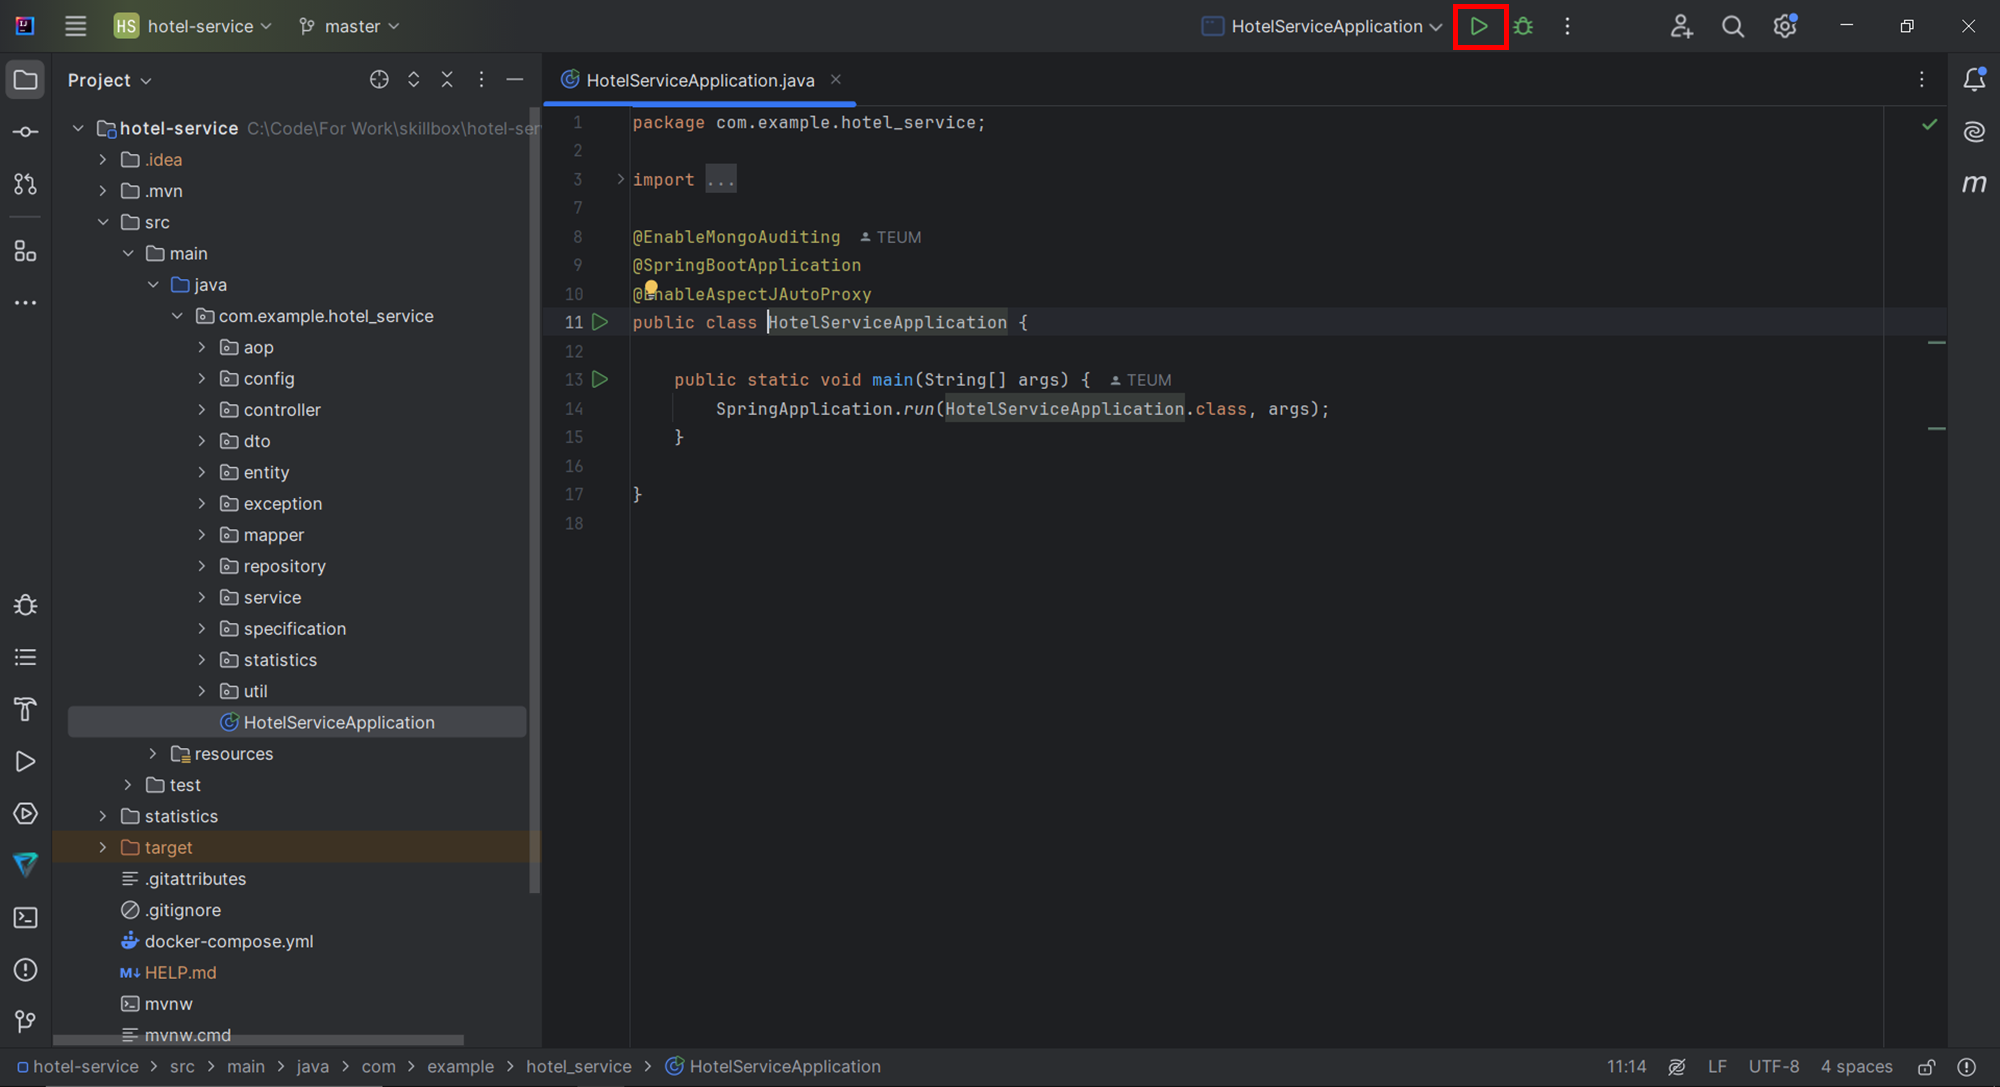 HS hotel-service master HotelServiceApplication
Project
HotelServiceApplication.java
hotel-service C:\Code\For Work\skillbox\hotel-ser
.idea
.mvn
src
main
java
com.example.hotel_service
aop
config
controller
dto
entity
exception
mapper
repository
service
specification
statistics
util
HotelServiceApplication
resources
test
statistics
target
.gitattributes
.gitignore
docker-compose.yml
M↓ HELP.md
mvnw
mvnw.cmd
1 package com.example.hotel_service;
2
3 import ...
7
8 @EnableMongoAuditing TEUM
9 @SpringBootApplication
10 @EnableAspectJAutoProxy
11 public class HotelServiceApplication {
12
13 public static void main(String[] args) { TEUM
14 SpringApplication.run(HotelServiceApplication.class, args);
15 }
16
17 }
18
m
hotel-service > src > main > java > com > example > hotel_service > HotelServiceApplication 11:14 LF UTF-8 4 spaces